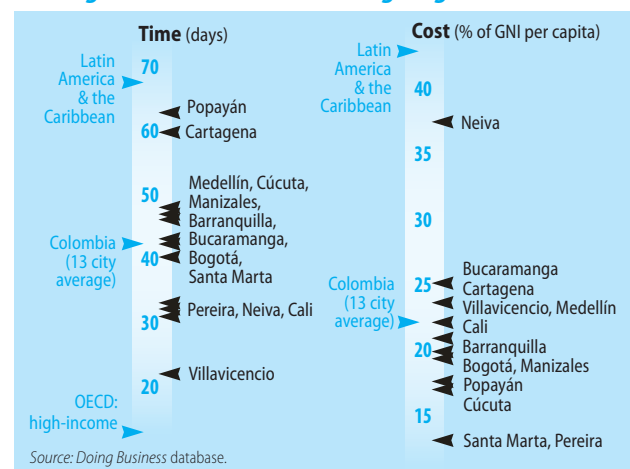 Time (days)
Latin
America
& the
Caribbean
70
60
50
40
30
20
Popayán
Cartagena
Medellín, Cúcuta,
Manizales,
Barranquilla,
Bucaramanga,
Bogotá,
Santa Marta
Colombia
(13 city
average)
Pereira, Neiva, Cali
Villavicencio
OECD:
high-income
Cost (% of GNI per capita)
Latin
America
& the
Caribbean
40
35
30
25
20
15
Neiva
Colombia
(13 city
average)
Bucaramanga
Cartagena
Villavicencio, Medellín
Cali
Barranquilla
Bogotá, Manizales
Popayán
Cúcuta
Santa Marta, Pereira
Source: Doing Business database.